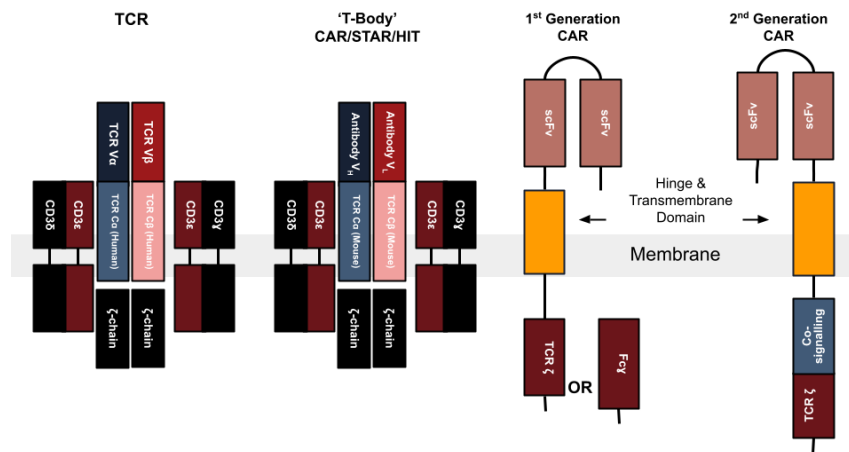 TCR
TCR Vα
TCR Vβ
CD3δ
CD3ε
TCR Cα (Human)
TCR Cβ (Human)
CD3ε
CD3γ
ζ-chain
ζ-chain
‘T-Body’
CAR/STAR/HIT
Antibody VH
Antibody VL
CD3δ
CD3ε
TCR Cα (Mouse)
TCR Cβ (Mouse)
CD3ε
CD3γ
ζ-chain
ζ-chain
1st Generation
CAR
scFv
scFv
TCR ζ
OR
Fcɣ
Hinge &
Transmembrane
Domain
Membrane
2nd Generation
CAR
scFv
scFv
Co-
signalling
TCR ζ